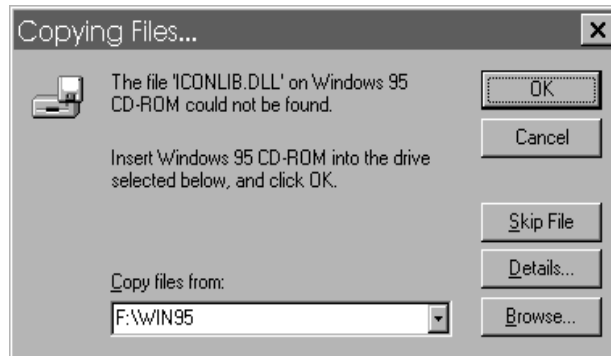 Copying Files...
The file 'ICONLIB.DLL' on Windows 95
CD-ROM could not be found.
Insert Windows 95 CD-ROM into the drive
selected below, and click OK.
Copy files from:
F:\WIN95
OK
Cancel
Skip File
Details...
Browse...